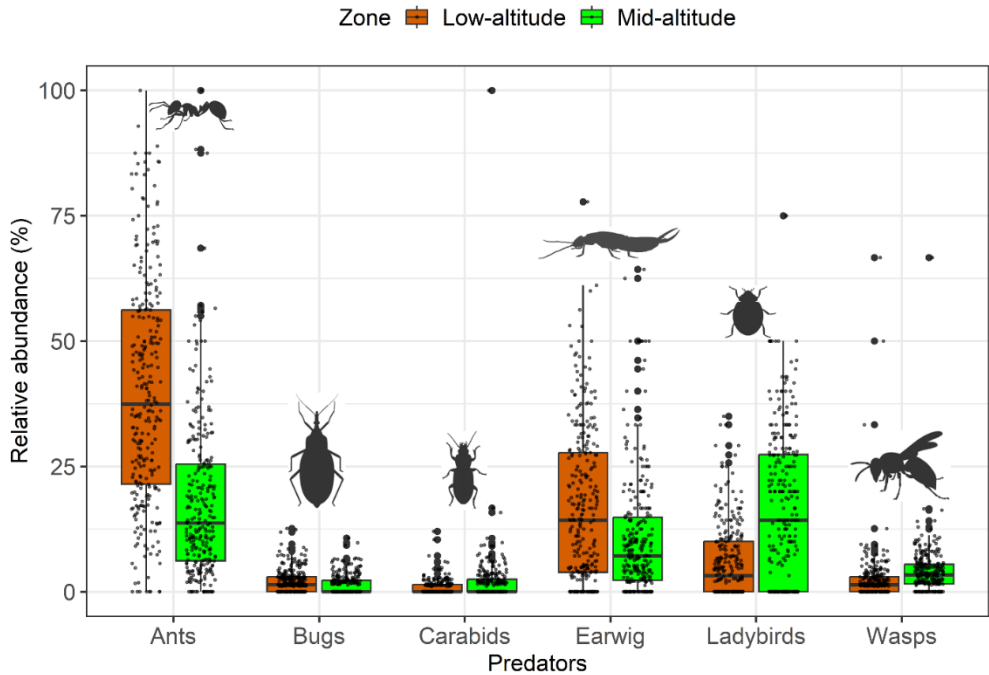 Zone Low-altitude Mid-altitude
Relative abundance (%)
100
75
50
25
0
Ants Bugs Carabids Earwig Ladybirds Wasps
Predators